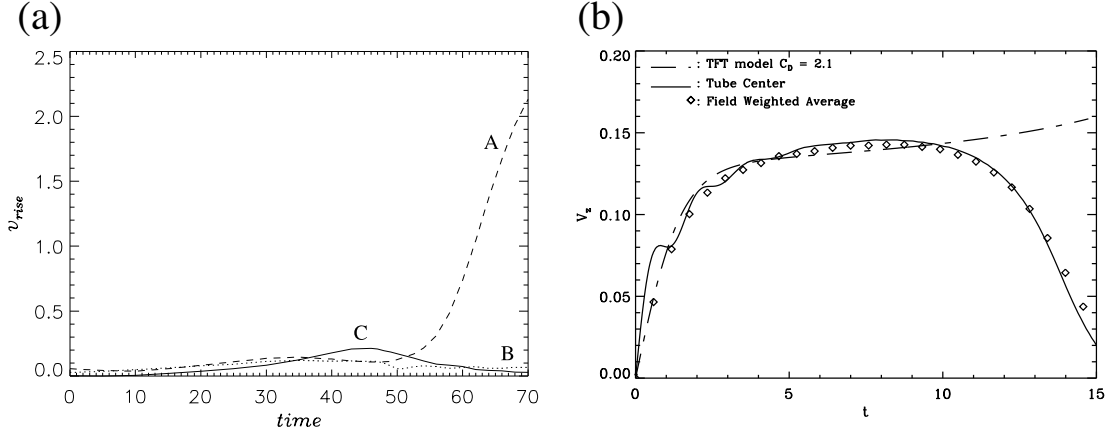 (a)
(b)
2.5
2.0
1.5
1.0
0.5
0.0
v_rise
A
C
B
0 10 20 30 40 50 60 70
time
0.20
0.15
0.10
0.05
0.00
V_z
: TFT model C_D = 2.1
: Tube Center
: Field Weighted Average
0 5 10 15
t